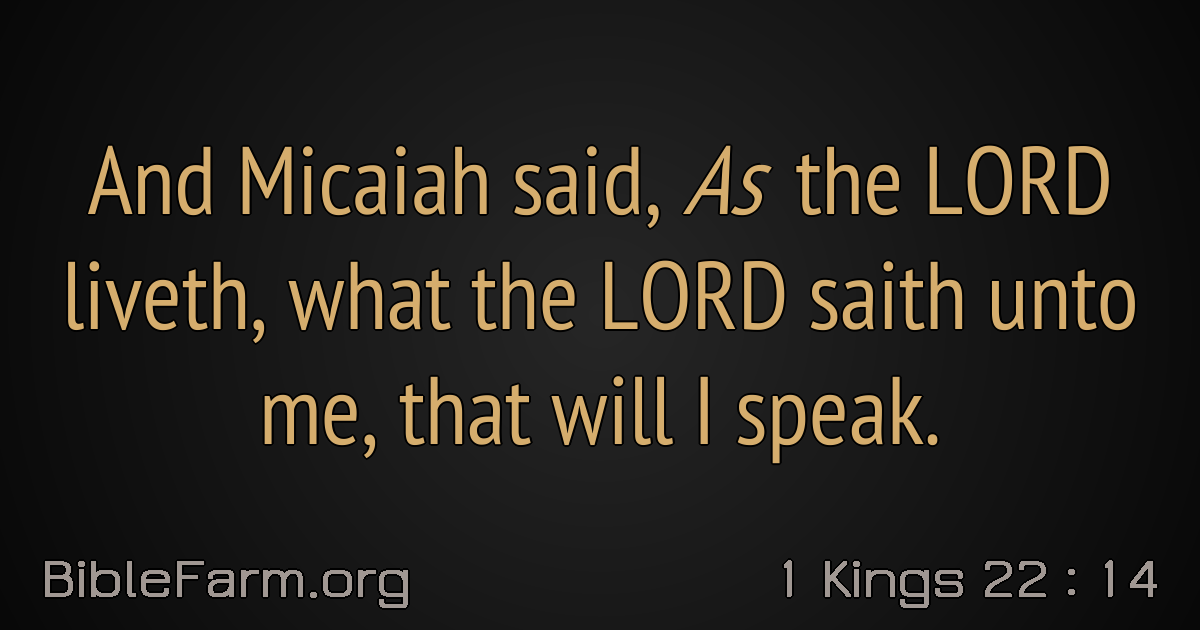 And Micaiah said, As the LORD
liveth, what the LORD saith unto
me, that will I speak.
BibleFarm.org
1 Kings 22 : 14